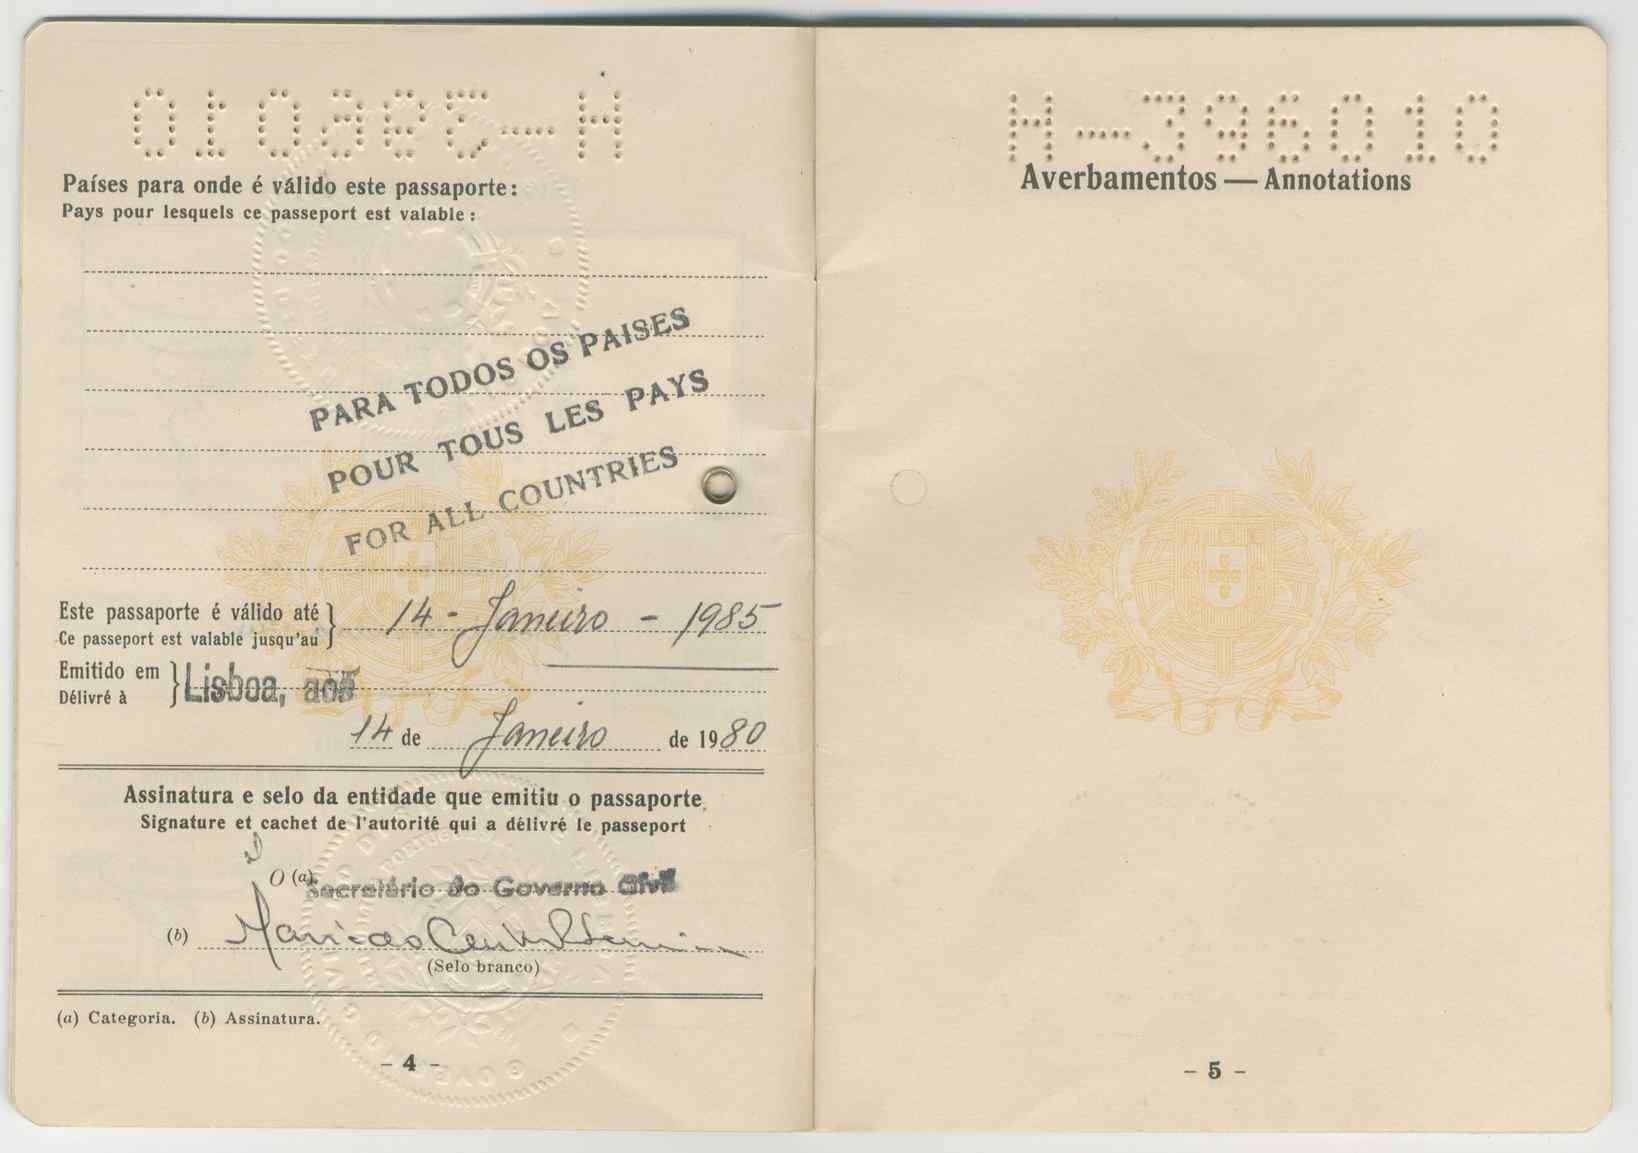 H-396010
Países para onde é válido este passaporte:
Pays pour lesquels ce passeport est valable:
PARA TODOS OS PAISES
POUR TOUS LES PAYS
FOR ALL COUNTRIES
Este passaporte é válido até } 14 - Janeiro - 1985
Ce passeport est valable jusqu'au
Emitido em } Lisboa, aos
Délivré à
14 de Janeiro de 1980
Assinatura e selo da entidade que emitiu o passaporte
Signature et cachet de l'autorité qui a délivré le passeport
O (a) Secretário do Governo Civil
(b)
(Selo branco)
(a) Categoria. (b) Assinatura.
- 4 -
H-396010
Averbamentos — Annotations
- 5 -